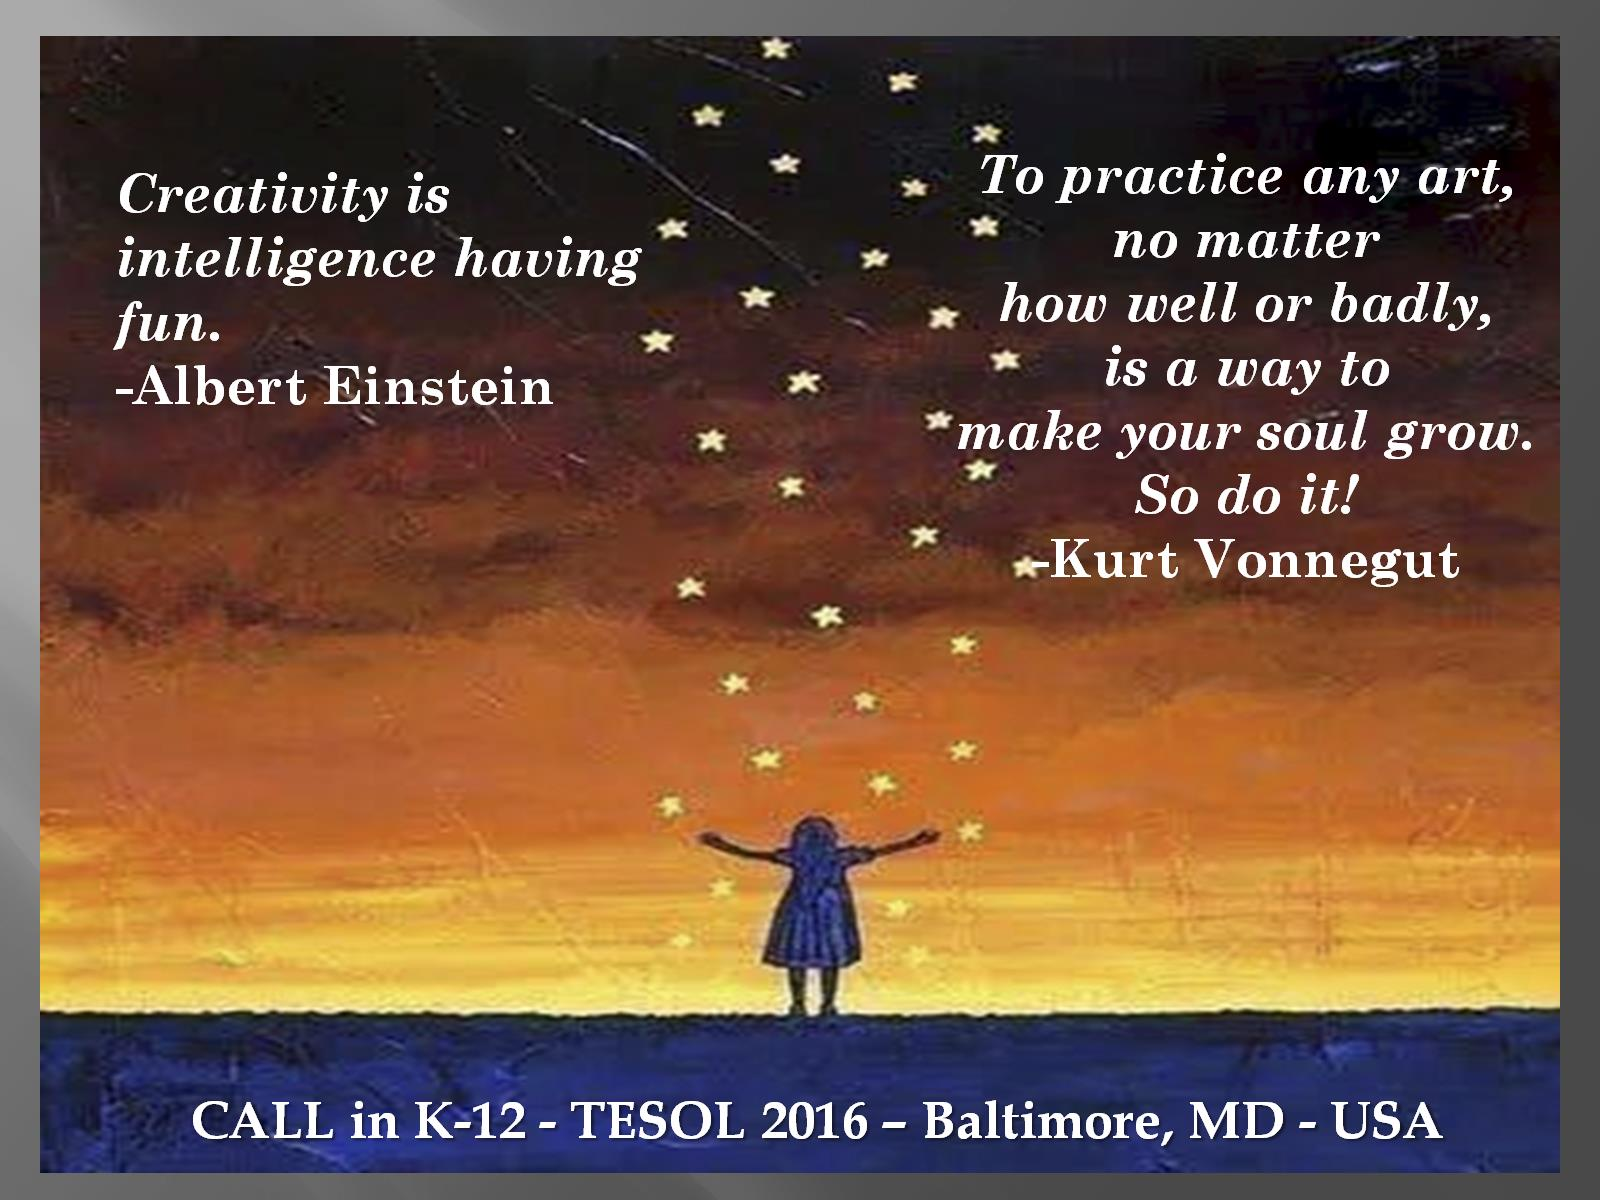 Creativity is
intelligence having
fun.
-Albert Einstein
To practice any art,
no matter
how well or badly,
is a way to
make your soul grow.
So do it!
-Kurt Vonnegut
CALL in K-12 - TESOL 2016 – Baltimore, MD - USA